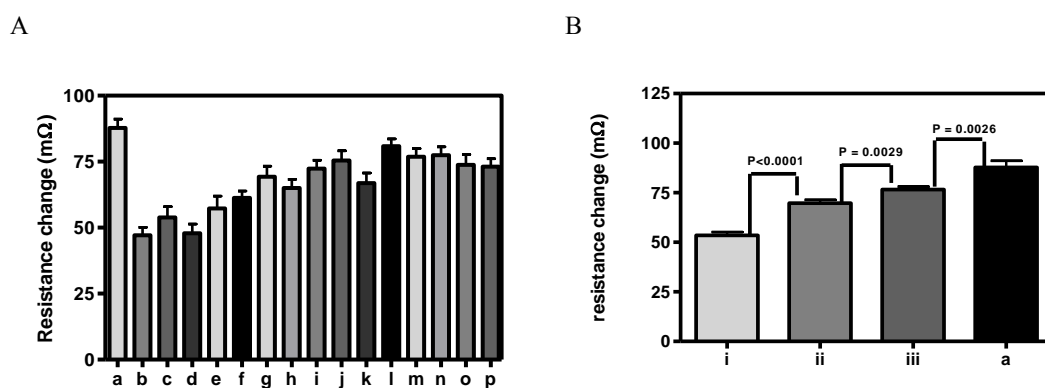 A
B
Resistance change (mΩ)
100
75
50
25
0
a b c d e f g h i j k l m n o p
resistance change (mΩ)
125
100
75
50
25
0
P<0.0001
P = 0.0029
P = 0.0026
i ii iii a